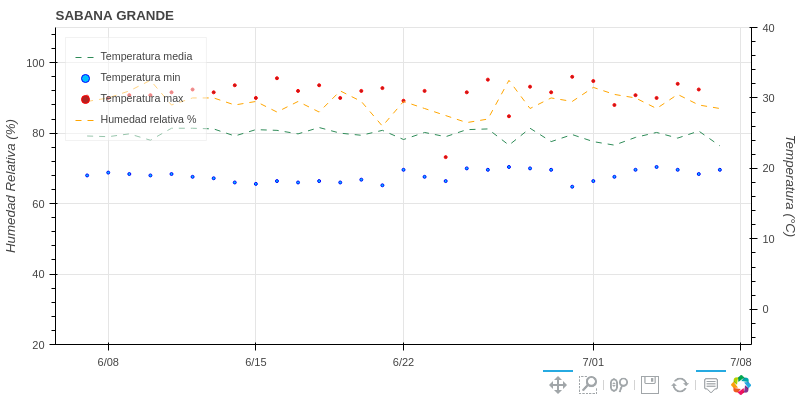 SABANA GRANDE
Temperatura media
Temperatura min
Temperatura max
Humedad relativa %
Humedad Relativa (%)
100
80
60
40
20
Temperatura (°C)
40
30
20
10
0
6/08
6/15
6/22
7/01
7/08